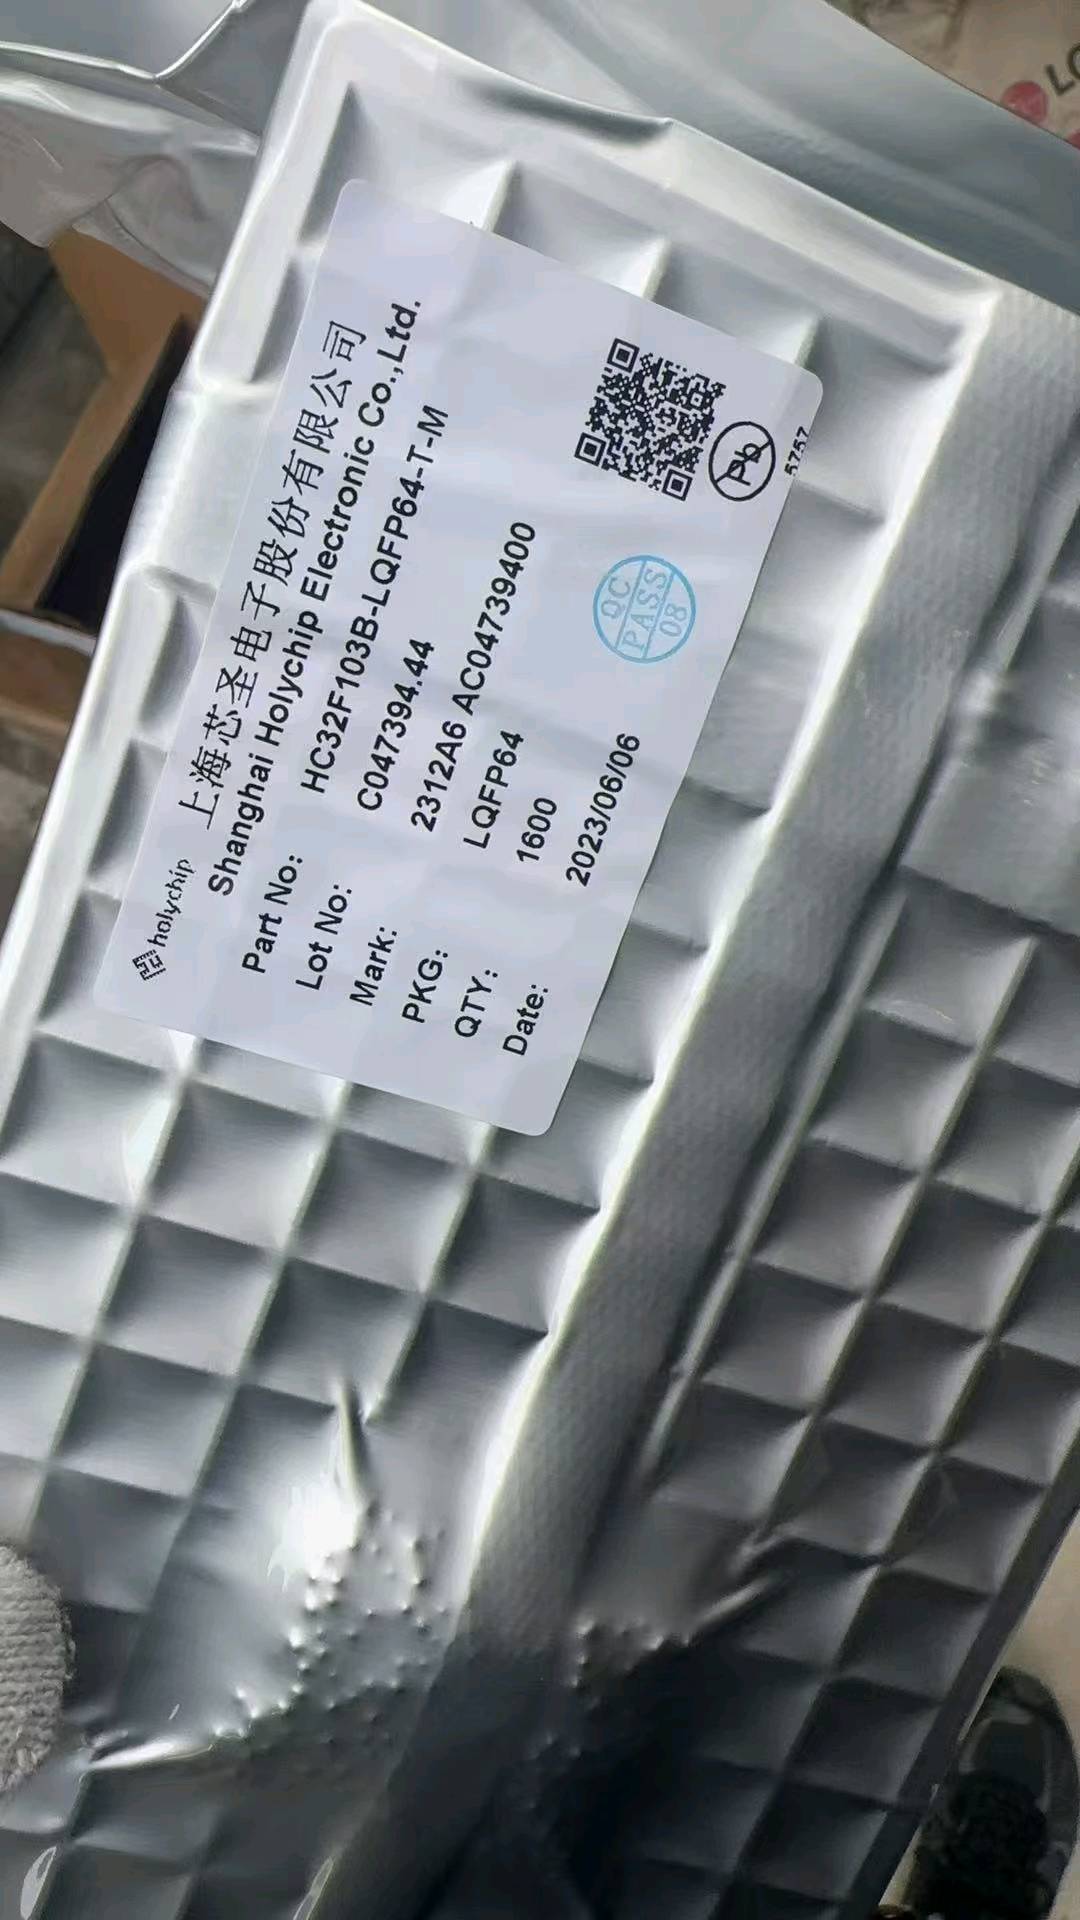 holychip
上海芯圣电子股份有限公司
Shanghai Holychip Electronic Co.,Ltd.
Part No: HC32F103B-LQFP64-T-M
Lot No: C047394.44
Mark: 2312A6 AC04739400
PKG: LQFP64
QTY: 1600
Date: 2023/06/06
QC
PASS
08
Pb
5757